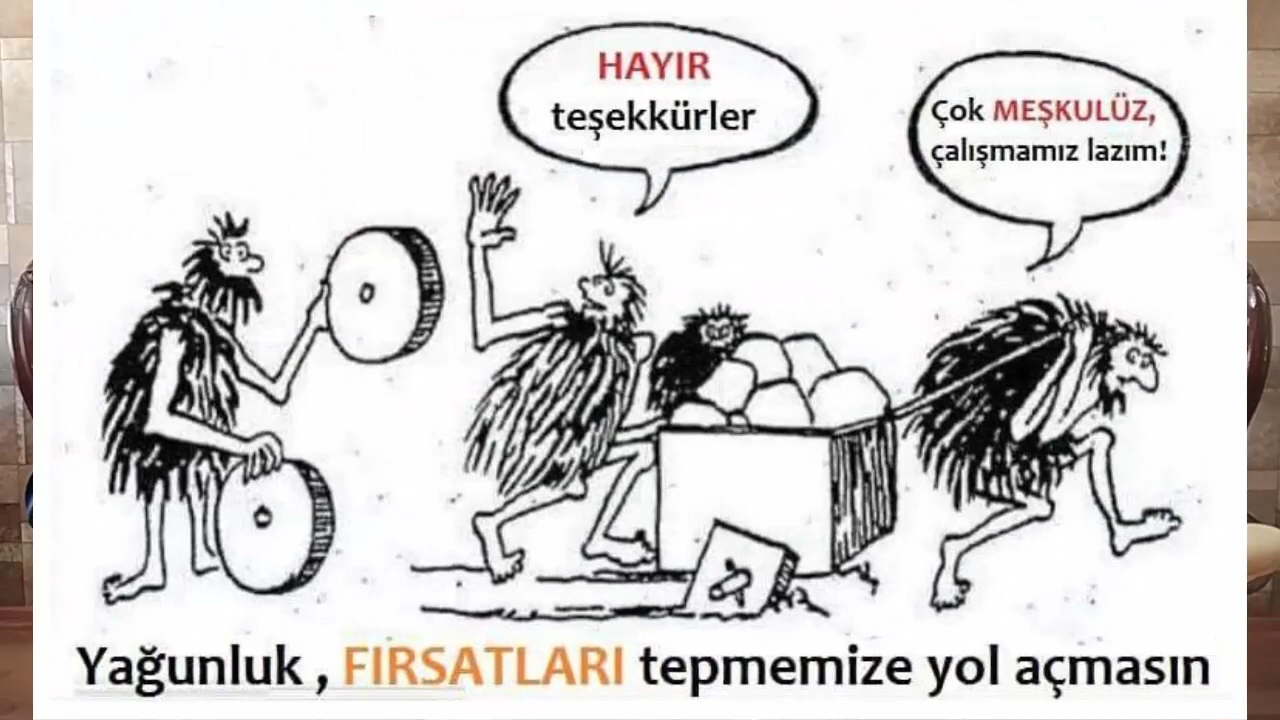 HAYIR
teşekkürler
Çok MEŞKULÜZ,
çalışmamız lazım!
Yağunluk , FIRSATLARI tepmemize yol açmasın